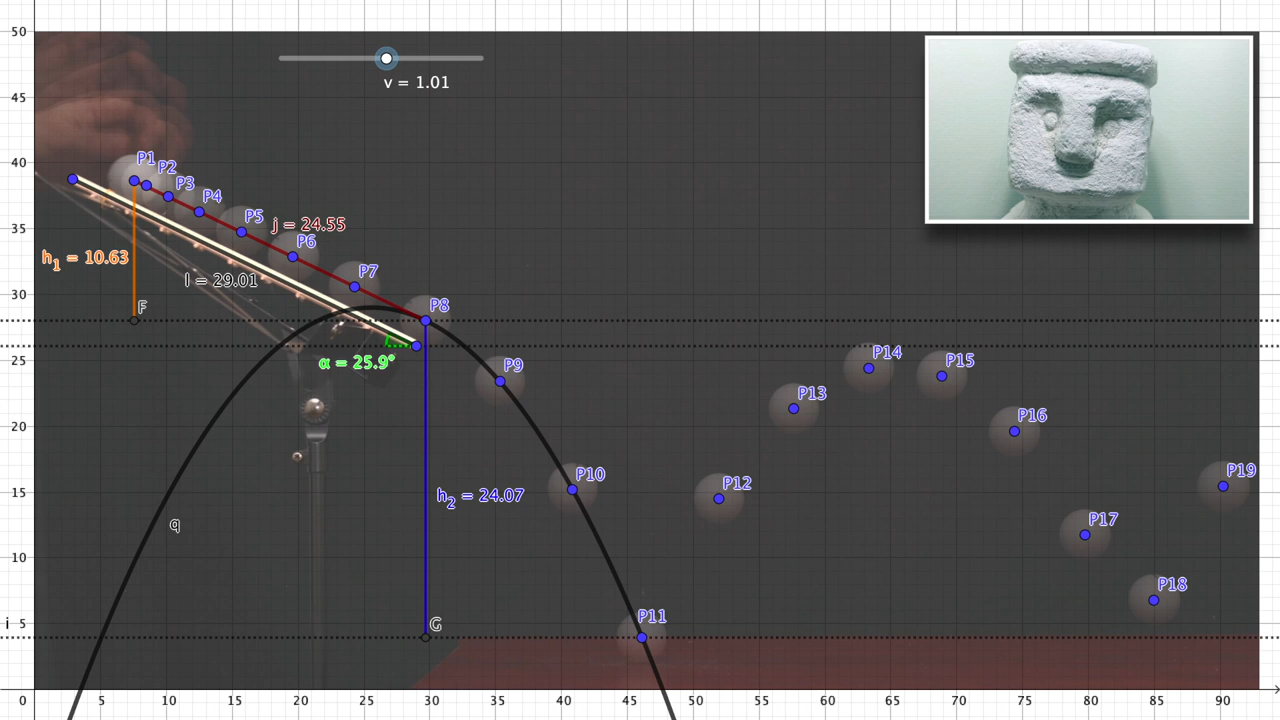 50
v = 1.01
45
40
P1
P2
P3
P4
P5
j = 24.55
P6
35
h1 = 10.63
l = 29.01
P7
30
F
P8
α = 25.9°
25
P9
P14
P15
P13
P16
20
P10
P12
P19
15
h2 = 24.07
q
P17
10
P18
i 5
P11
G
0 5 10 15 20 25 30 35 40 45 50 55 60 65 70 75 80 85 90